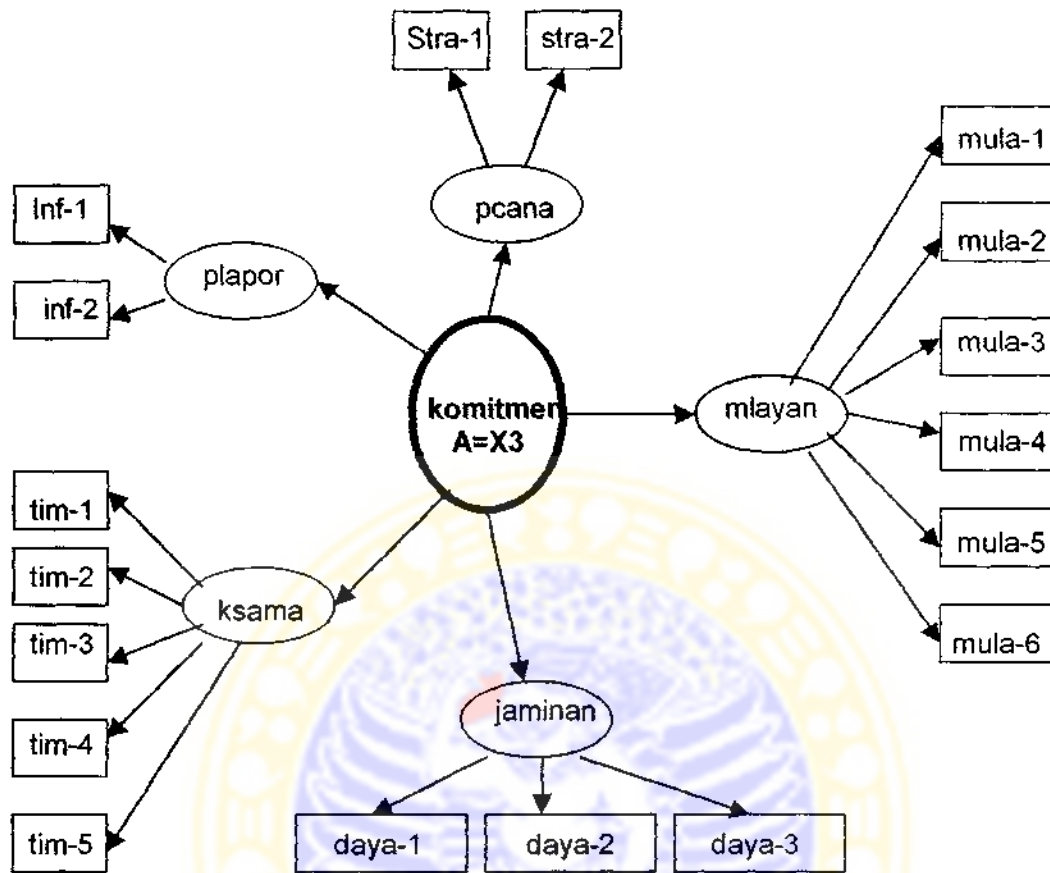 Stra-1
stra-2
mula-1
Inf-1
pcana
mula-2
plapor
inf-2
mula-3
komitmen
A=X3
mlayan
mula-4
tim-1
mula-5
tim-2
ksama
tim-3
mula-6
jaminan
tim-4
tim-5
daya-1
daya-2
daya-3